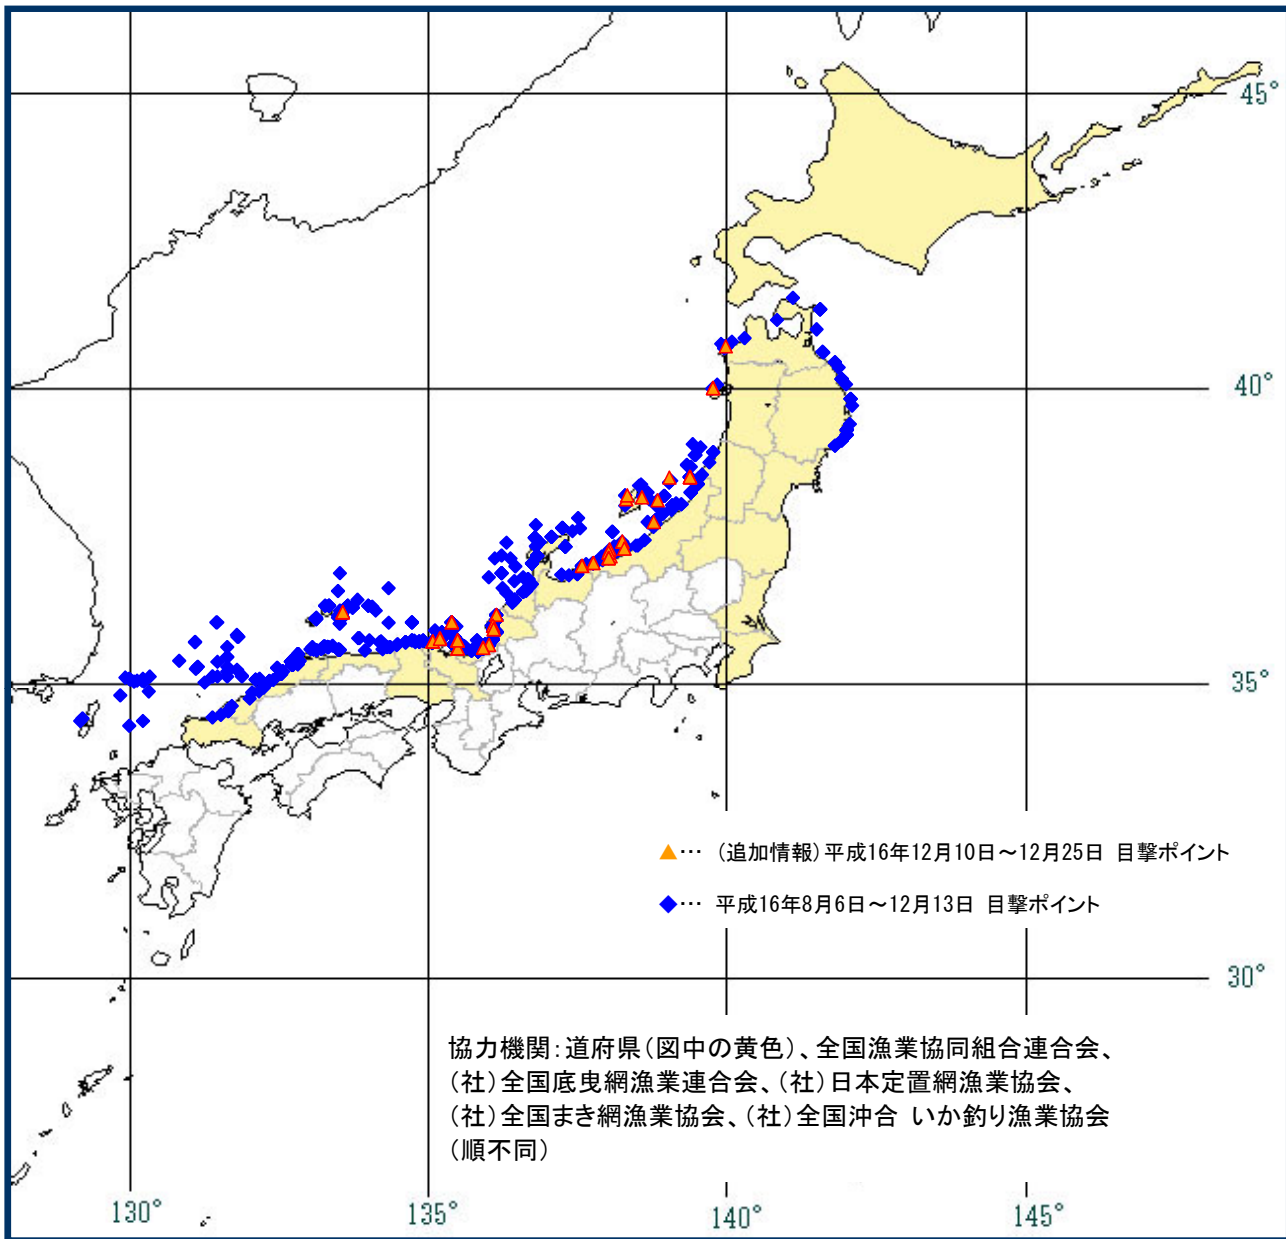 45°
40°
35°
▲… （追加情報）平成16年12月10日～12月25日 目撃ポイント
◆… 平成16年8月6日～12月13日 目撃ポイント
30°
協力機関：道府県（図中の黄色）、全国漁業協同組合連合会、
（社）全国底曳網漁業連合会、（社）日本定置網漁業協会、
（社）全国まき網漁業協会、（社）全国沖合 いか釣り漁業協会
（順不同）
130° 135° 140° 145°